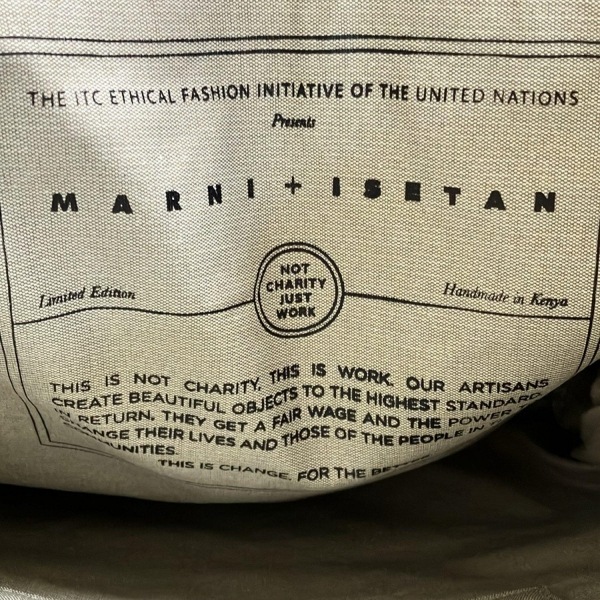 THE ITC ETHICAL FASHION INITIATIVE OF THE UNITED NATIONS
Presents
MARNI + ISETAN
NOT
CHARITY
JUST
WORK
Limited Edition
Handmade in Kenya
THIS IS NOT CHARITY. THIS IS WORK. OUR ARTISANS
CREATE BEAUTIFUL OBJECTS TO THE HIGHEST STANDARD.
RETURN, THEY GET A FAIR WAGE AND THE POWER
THEIR LIVES AND THOSE OF THE PEOPLE IN
THIS IS CHANGE. FOR THE